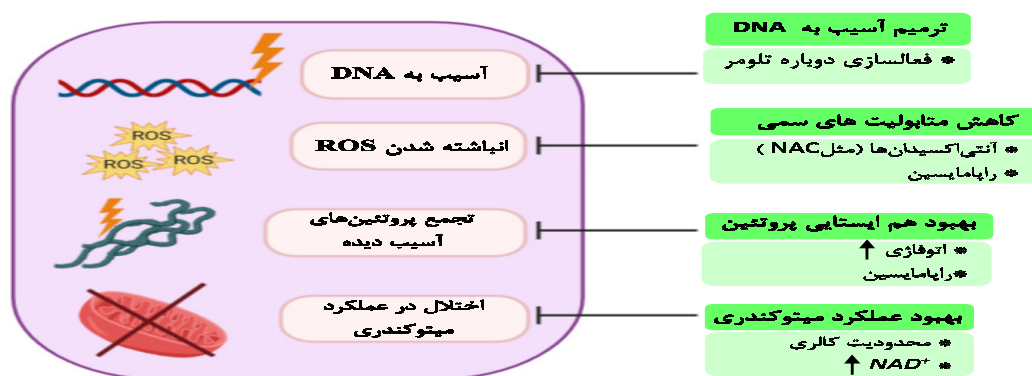 ترمیم آسیب به DNA
* فعالسازی دوباره تلومر
آسیب به DNA
کاهش متابولیت های سمی
* آنتی‌اکسیدان‌ها (مثل NAC )
* راپامایسین
انباشته شدن ROS
ROS
ROS
ROS
بهبود هم ایستایی پروتئین
* اتوفاژی ↑
*راپامایسین
تجمع پروتئین‌های
آسیب دیده
بهبود عملکرد میتوکندری
* محدودیت کالری
* NAD⁺ ↑
اختلال در عملکرد
میتوکندری